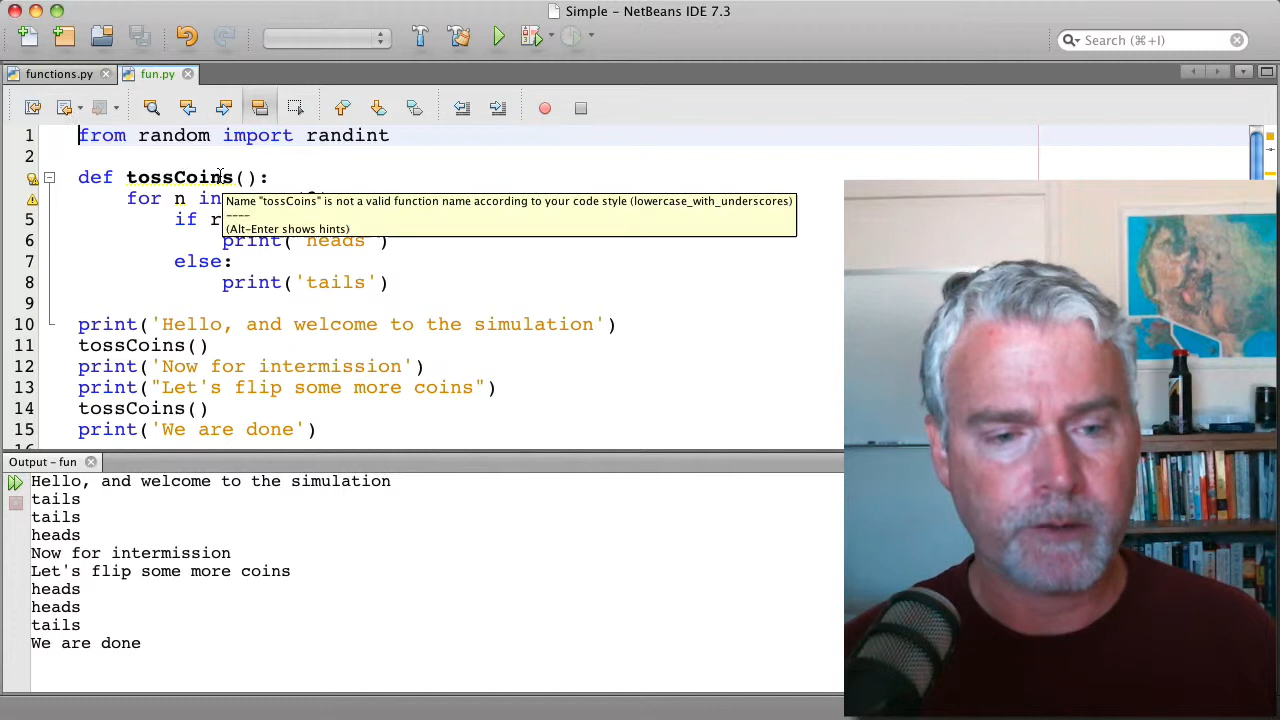 Simple - NetBeans IDE 7.3
Search (⌘+I)
functions.py
fun.py
1 from random import randint
2
def tossCoins():
for n in
Name "tossCoins" is not a valid function name according to your code style (lowercase_with_underscores)
----
(Alt-Enter shows hints)
5 if r
6 print('heads')
7 else:
8 print('tails')
9
10 print('Hello, and welcome to the simulation')
11 tossCoins()
12 print('Now for intermission')
13 print("Let's flip some more coins")
14 tossCoins()
15 print('We are done')
Output - fun
Hello, and welcome to the simulation
tails
tails
heads
Now for intermission
Let's flip some more coins
heads
heads
tails
We are done